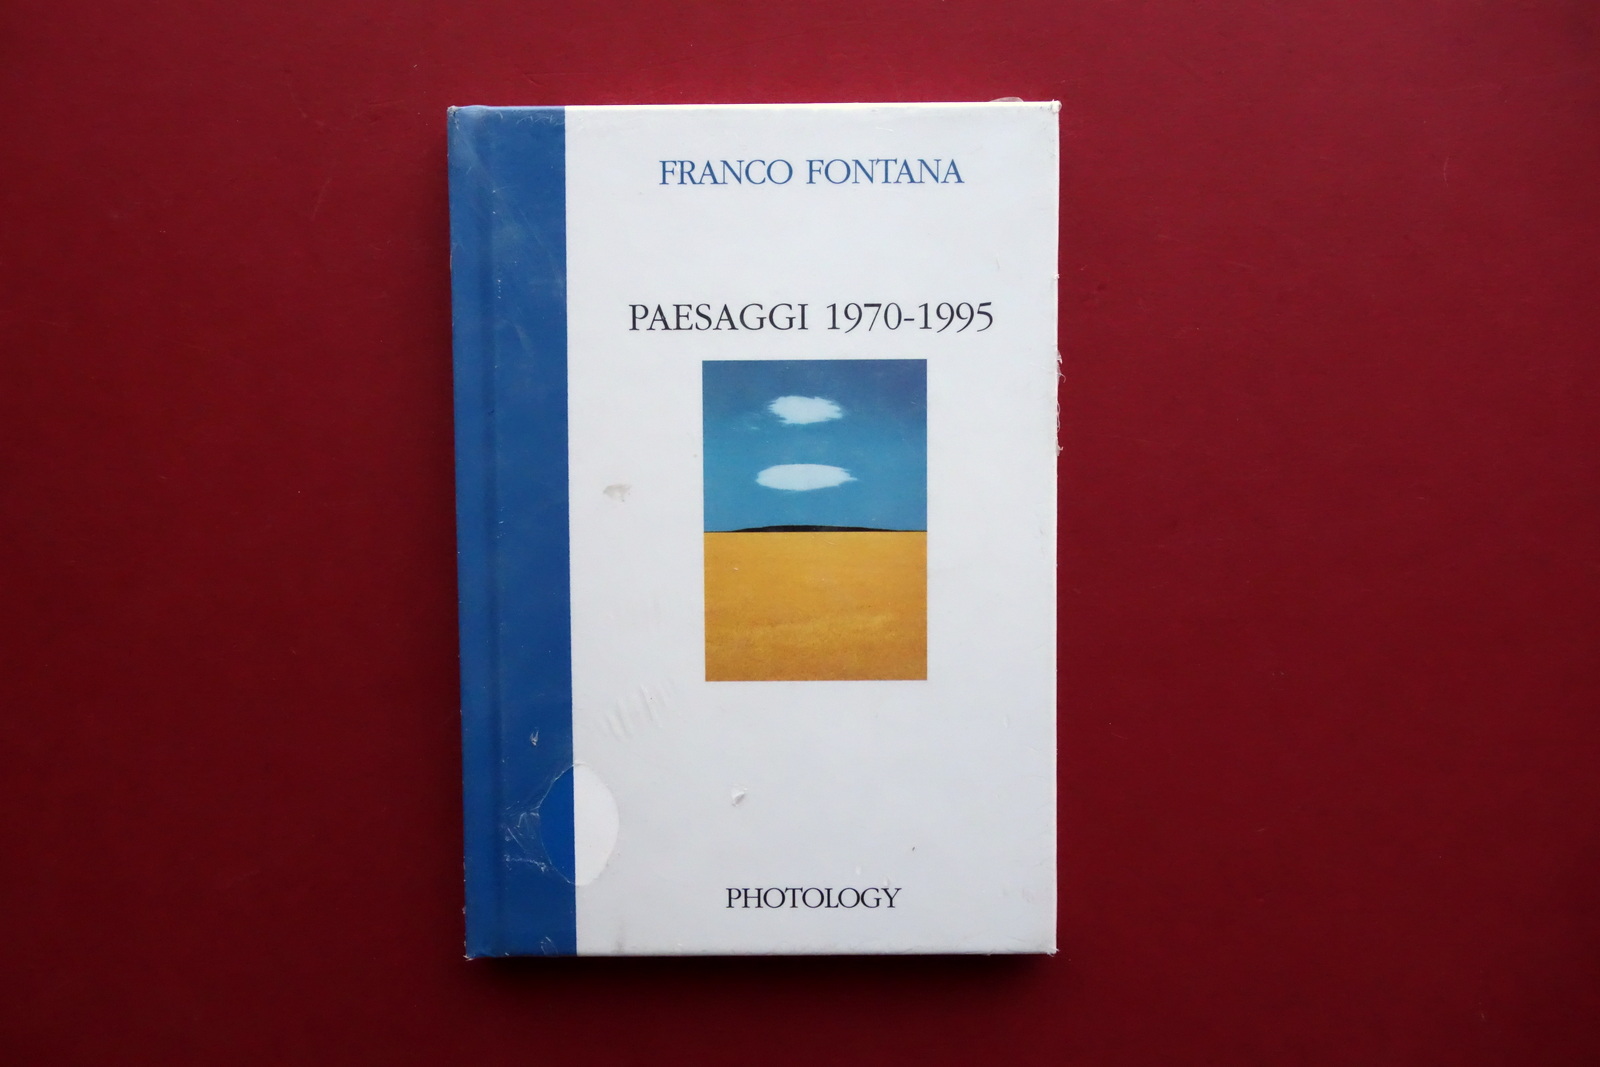 FRANCO FONTANA
PAESAGGI 1970-1995
PHOTOLOGY